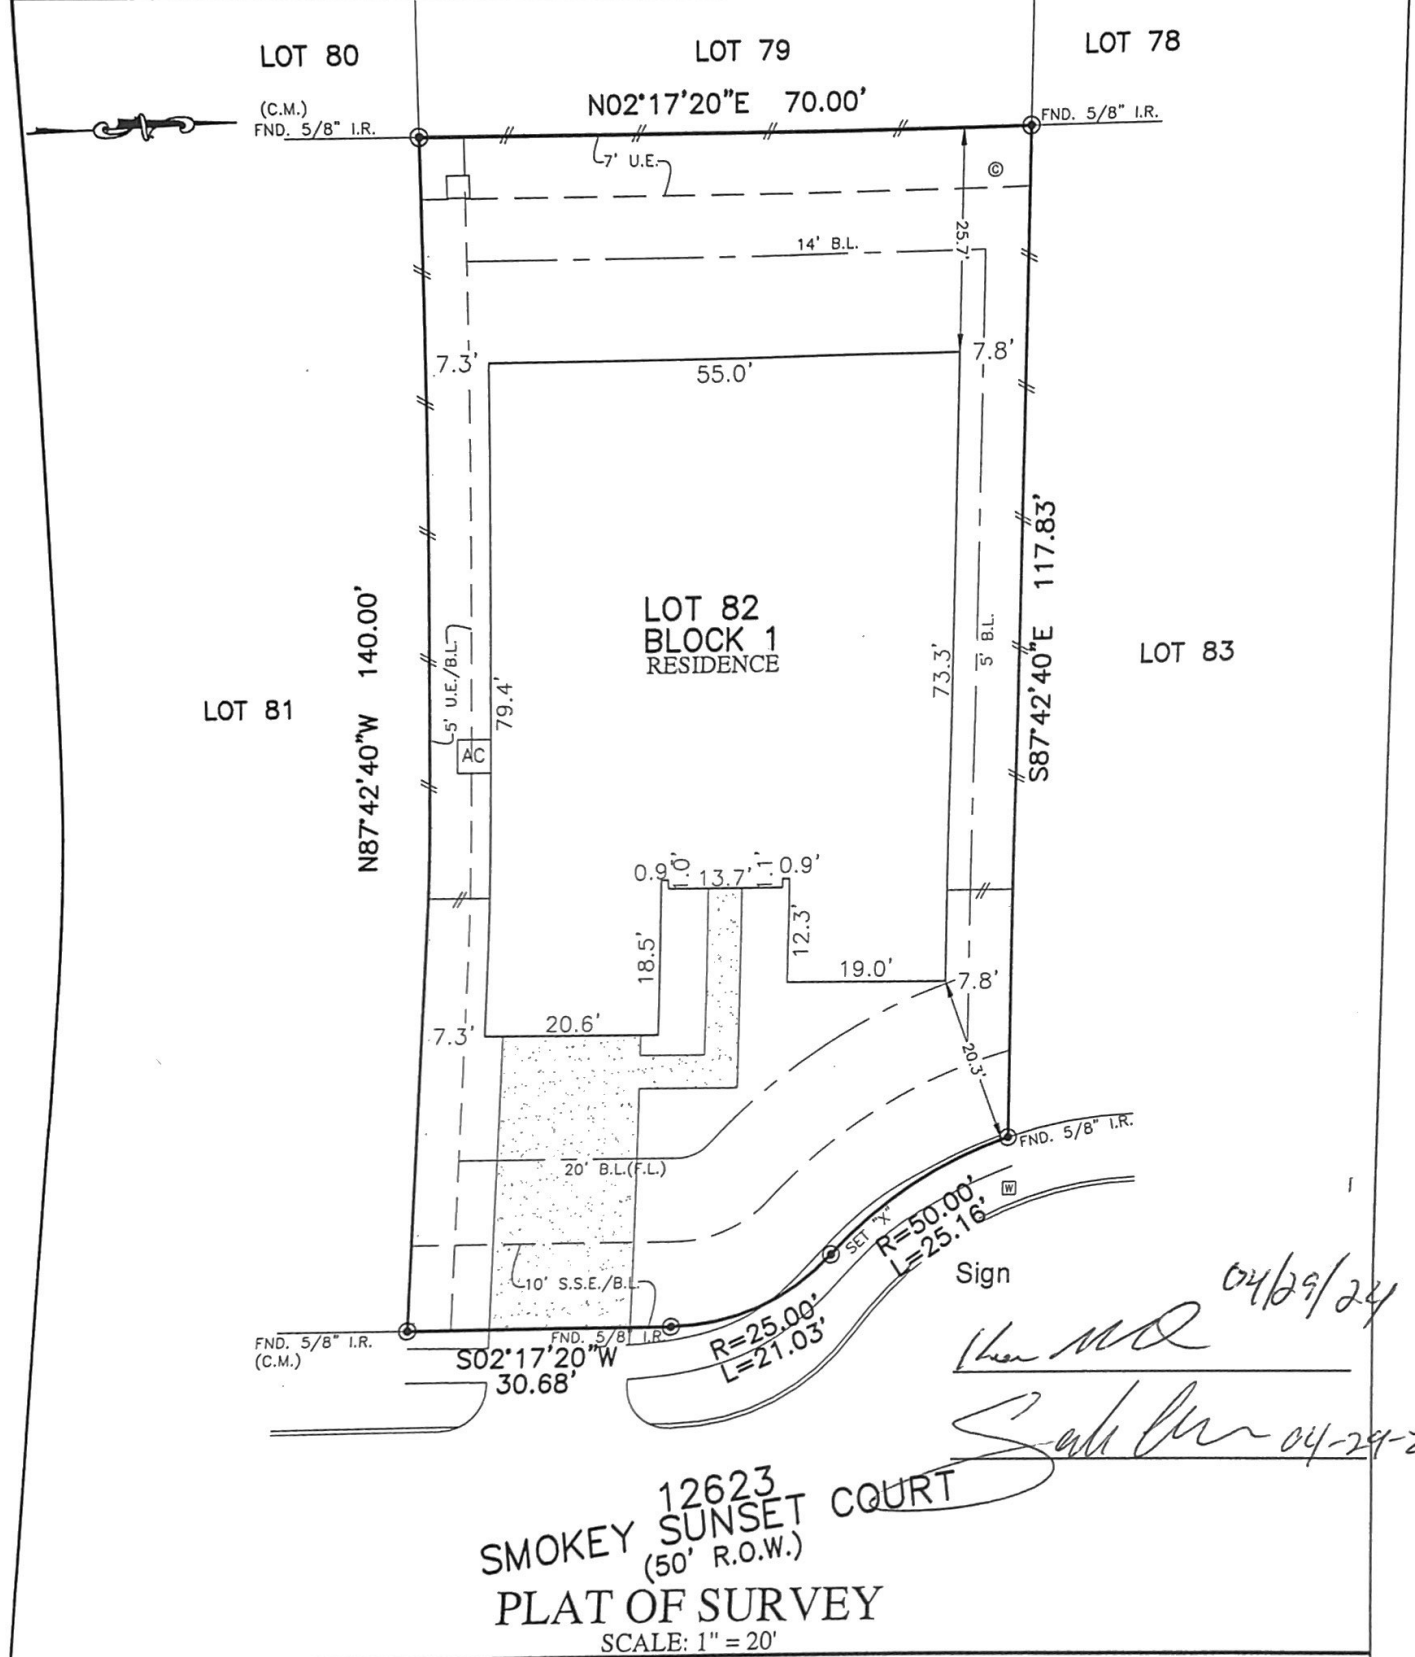 LOT 80
LOT 79
LOT 78
(C.M.)
FND. 5/8" I.R.
N02°17'20"E 70.00'
FND. 5/8" I.R.
7' U.E.
©
14' B.L.
25.7'
7.3'
55.0'
7.8'
LOT 82
BLOCK 1
RESIDENCE
LOT 81
LOT 83
N87°42'40"W 140.00'
5' U.E./B.L.
79.4'
AC
73.3'
5' B.L.
S87°42'40"E 117.83'
0.9'
1.0'
13.7'
1.1'
0.9'
18.5'
12.3'
19.0'
7.8'
7.3'
20.6'
20.3'
20' B.L.(F.L.)
FND. 5/8" I.R.
10' S.S.E./B.L.
SET "X"
R=50.00'
L=25.16'
W
FND. 5/8" I.R.
(C.M.)
FND. 5/8" I.R.
S02°17'20"W
30.68'
R=25.00'
L=21.03'
Sign
04/29/24
04-29-2
12623
SMOKEY SUNSET COURT
(50' R.O.W.)
PLAT OF SURVEY
SCALE: 1" = 20'